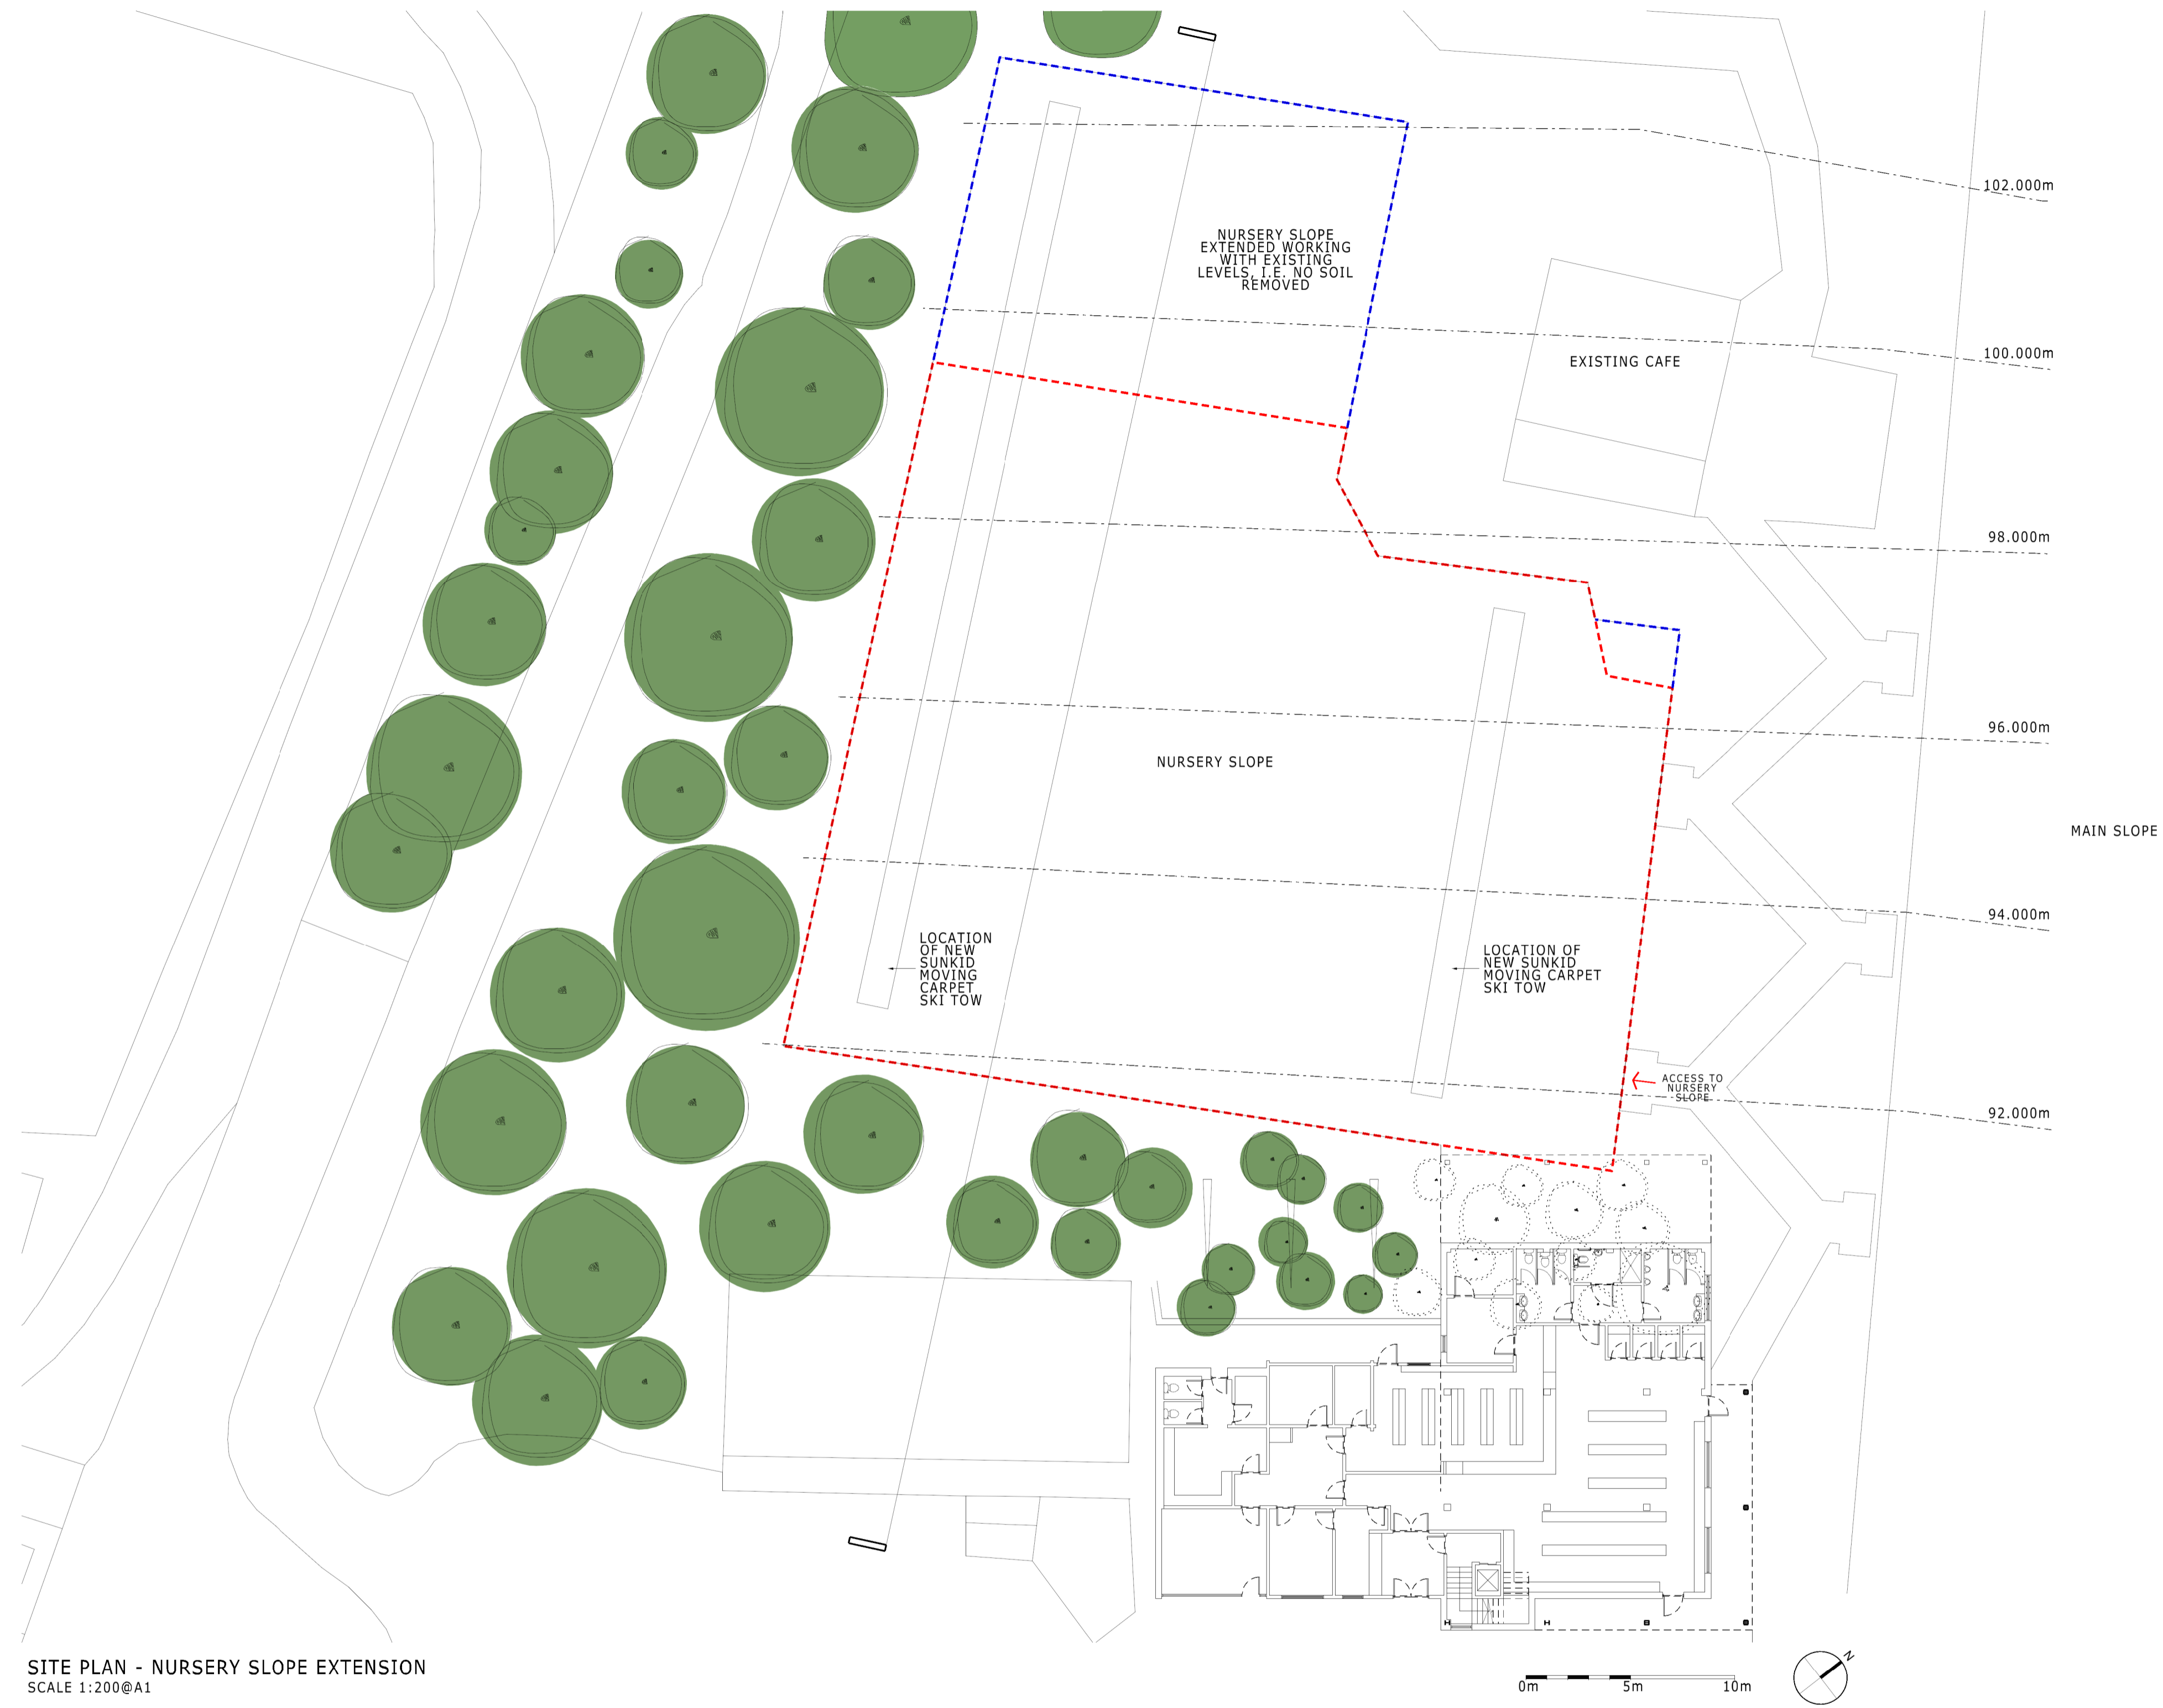 102.000m
NURSERY SLOPE
EXTENDED WORKING
WITH EXISTING
LEVELS, I.E. NO SOIL
REMOVED
100.000m
EXISTING CAFE
98.000m
96.000m
NURSERY SLOPE
MAIN SLOPE
94.000m
LOCATION
OF NEW
SUNKID
MOVING
CARPET
SKI TOW
LOCATION OF
NEW SUNKID
MOVING CARPET
SKI TOW
ACCESS TO
NURSERY
SLOPE
92.000m
SITE PLAN - NURSERY SLOPE EXTENSION
SCALE 1:200@A1
0m
5m
10m
N